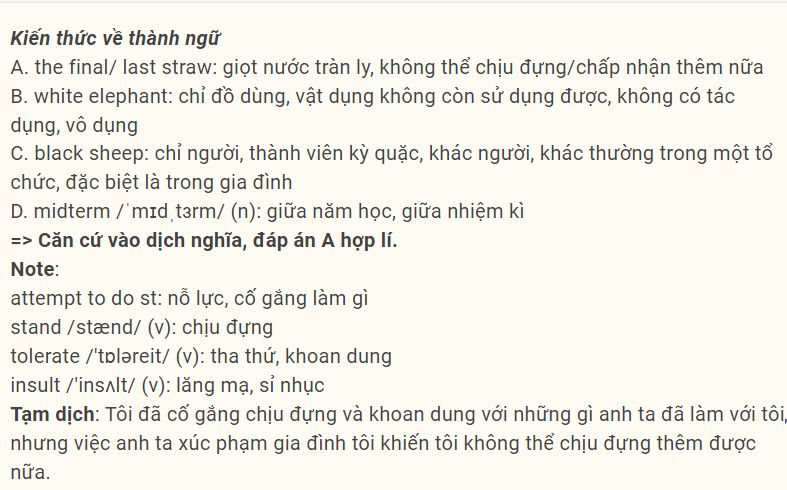 Kiến thức về thành ngữ
A. the final/ last straw: giọt nước tràn ly, không thể chịu đựng/chấp nhận thêm nữa
B. white elephant: chỉ đồ dùng, vật dụng không còn sử dụng được, không có tác
dụng, vô dụng
C. black sheep: chỉ người, thành viên kỳ quặc, khác người, khác thường trong một tổ
chức, đặc biệt là trong gia đình
D. midterm /ˈmɪdˌtɜrm/ (n): giữa năm học, giữa nhiệm kì
=> Căn cứ vào dịch nghĩa, đáp án A hợp lí.
Note:
attempt to do st: nỗ lực, cố gắng làm gì
stand /stænd/ (v): chịu đựng
tolerate /'tɒləreit/ (v): tha thứ, khoan dung
insult /'insʌlt/ (v): lăng mạ, sỉ nhục
Tạm dịch: Tôi đã cố gắng chịu đựng và khoan dung với những gì anh ta đã làm với tôi,
nhưng việc anh ta xúc phạm gia đình tôi khiến tôi không thể chịu đựng thêm được
nữa.